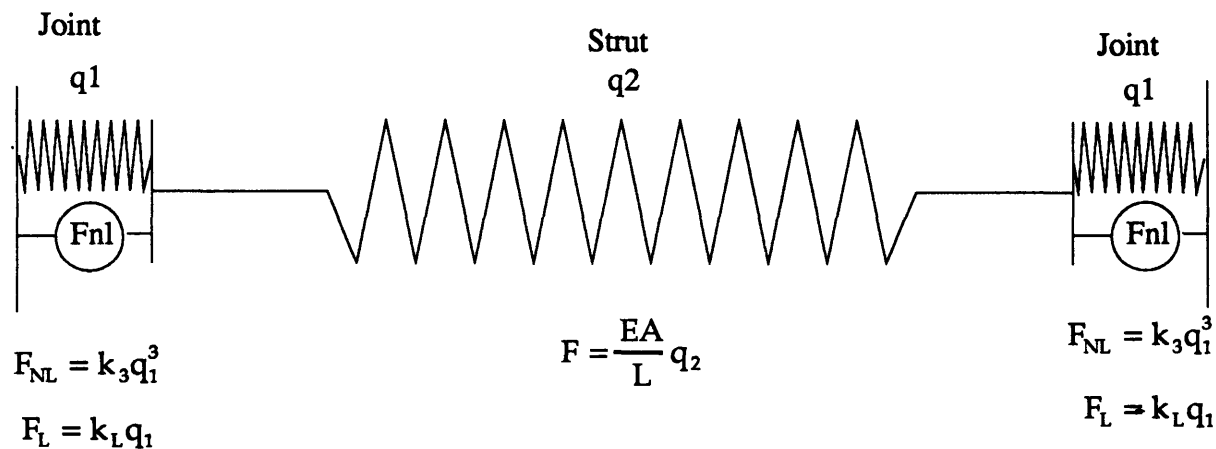 Joint
q1
Strut
q2
Joint
q1
Fnl
Fnl
F_NL = k_3 q_1^3
F_L = k_L q_1
F = EA/L q_2
F_NL = k_3 q_1^3
F_L = k_L q_1